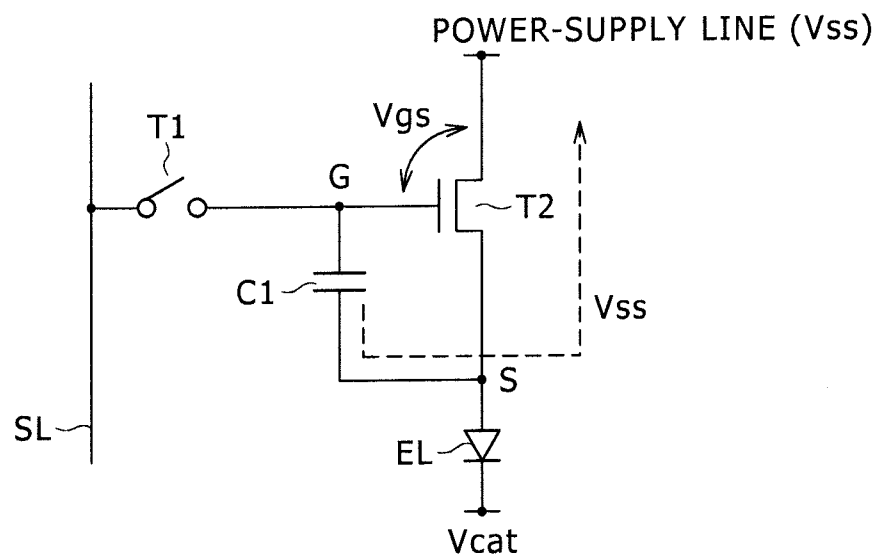 POWER-SUPPLY LINE (Vss)
T1
Vgs
G
T2
C1
Vss
S
SL
EL
Vcat